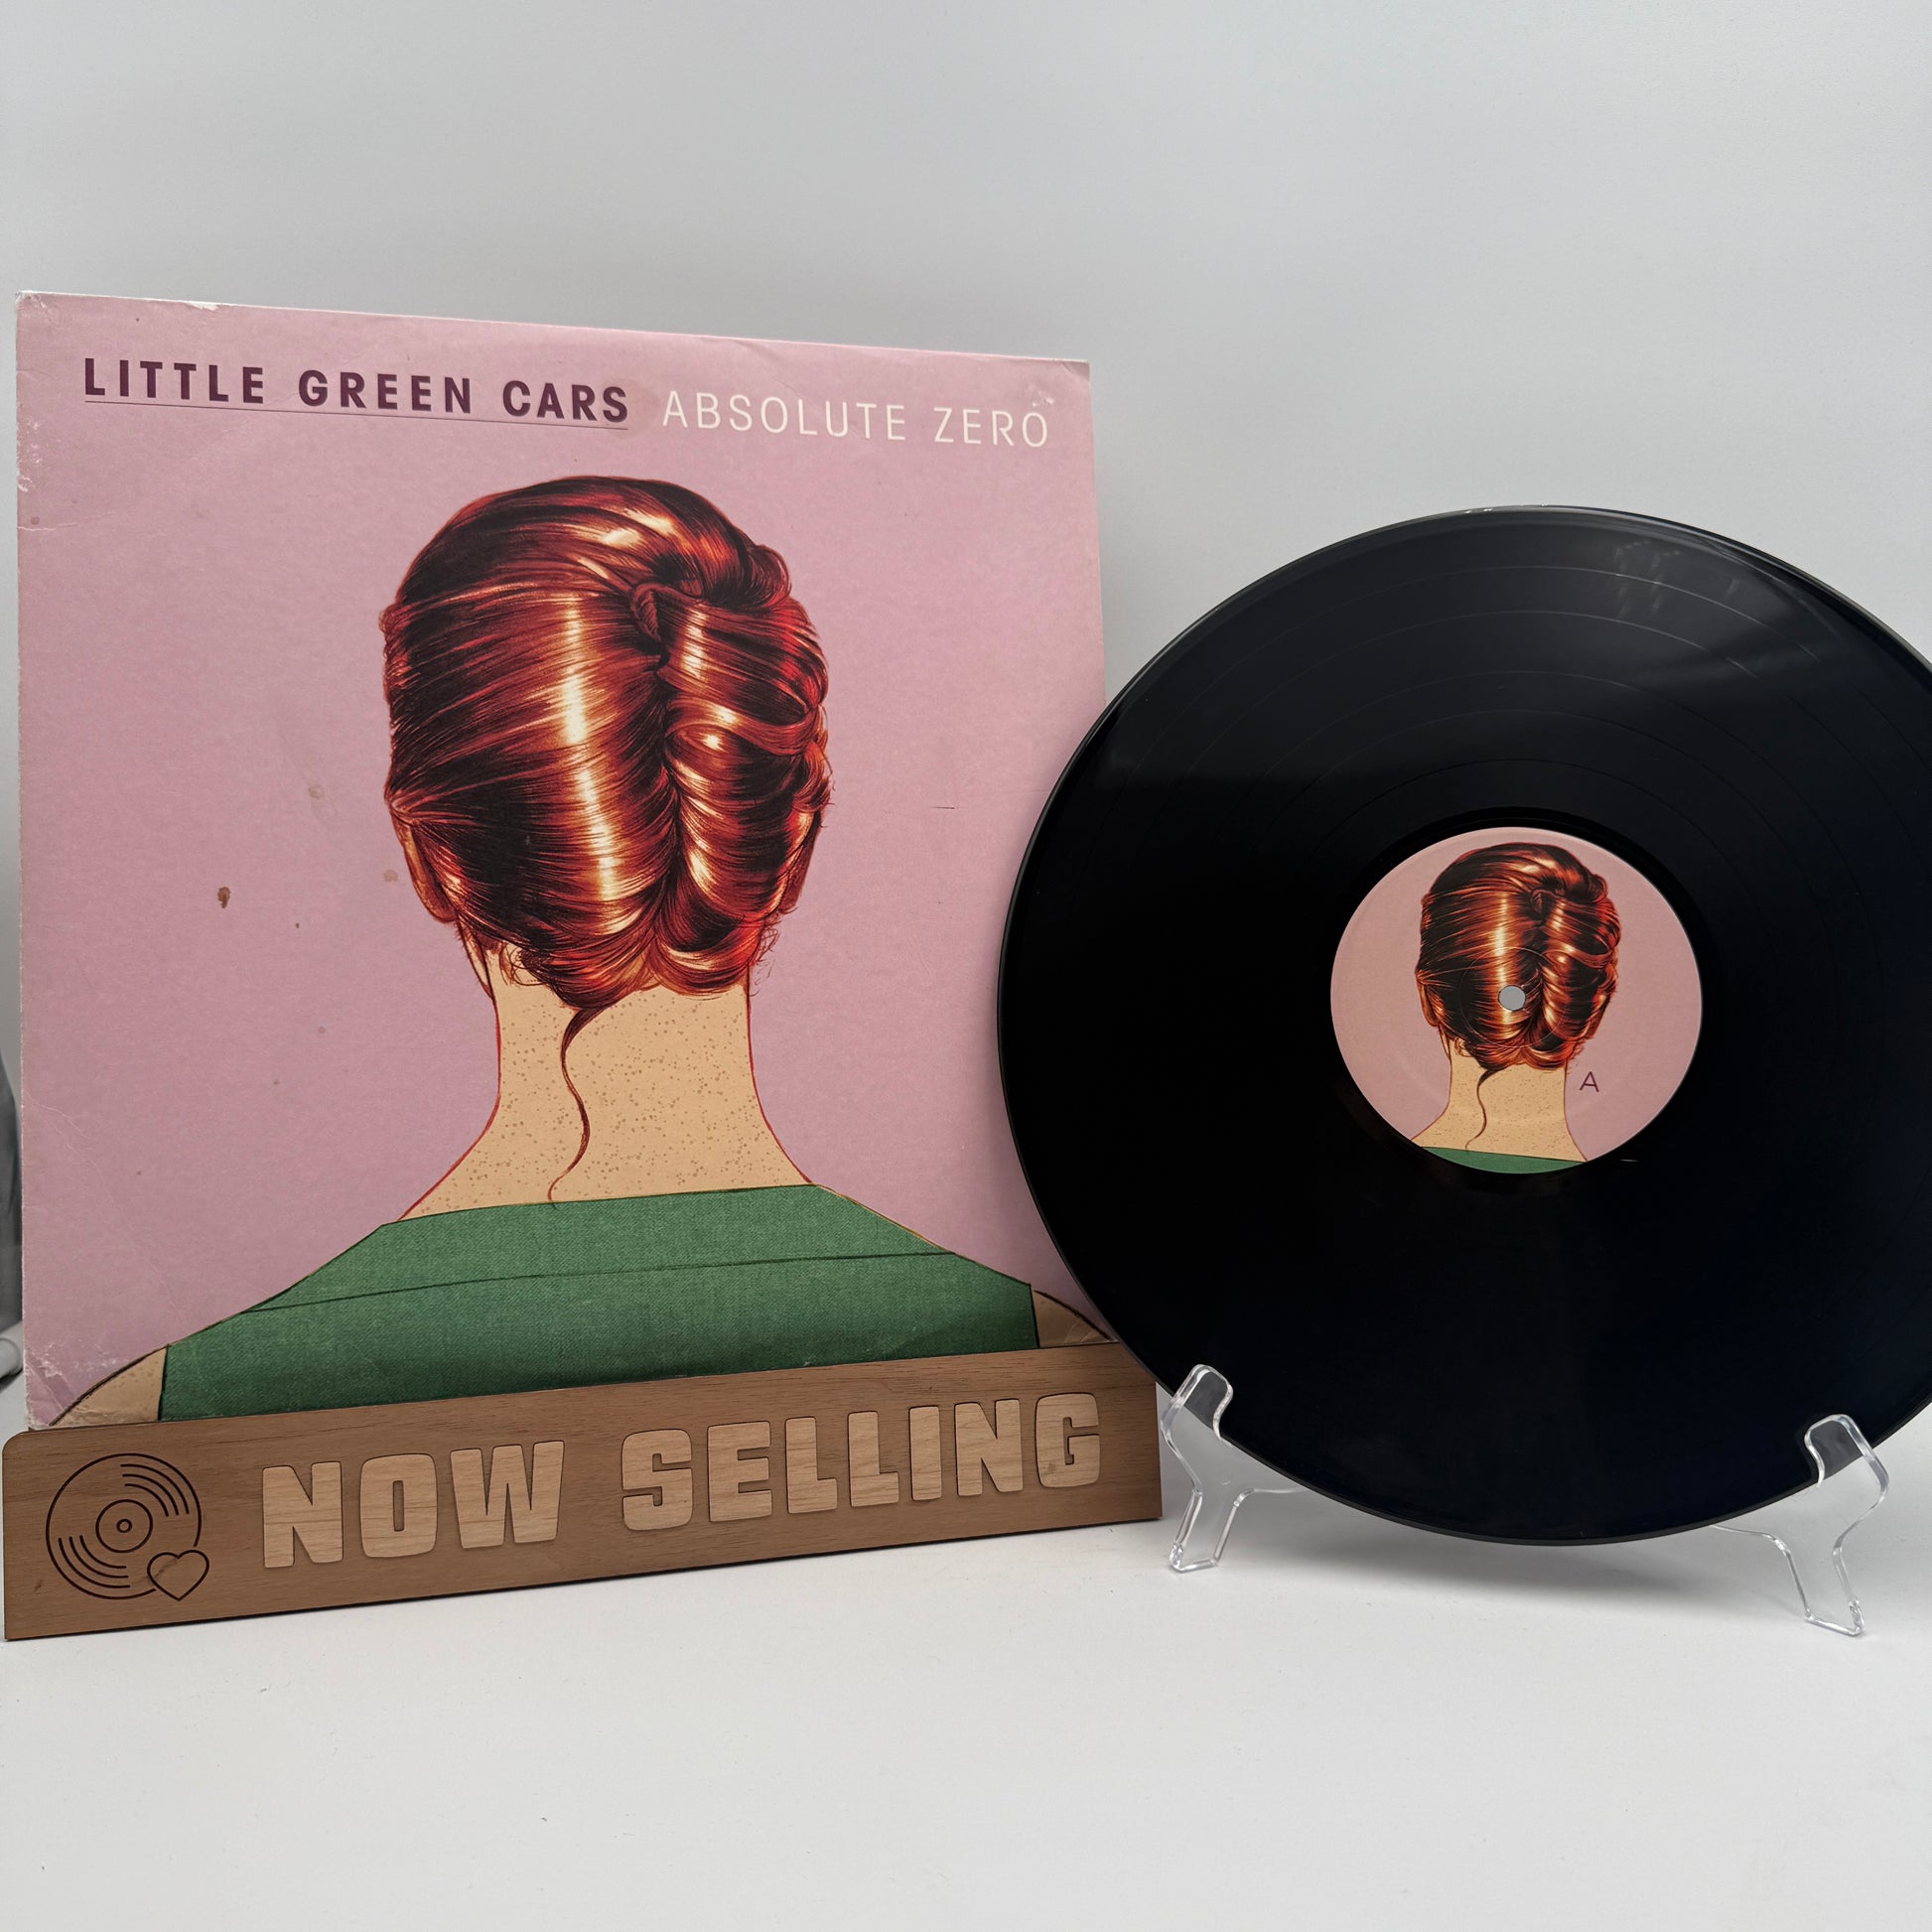 LITTLE GREEN CARS ABSOLUTE ZERO
A
NOW SELLING